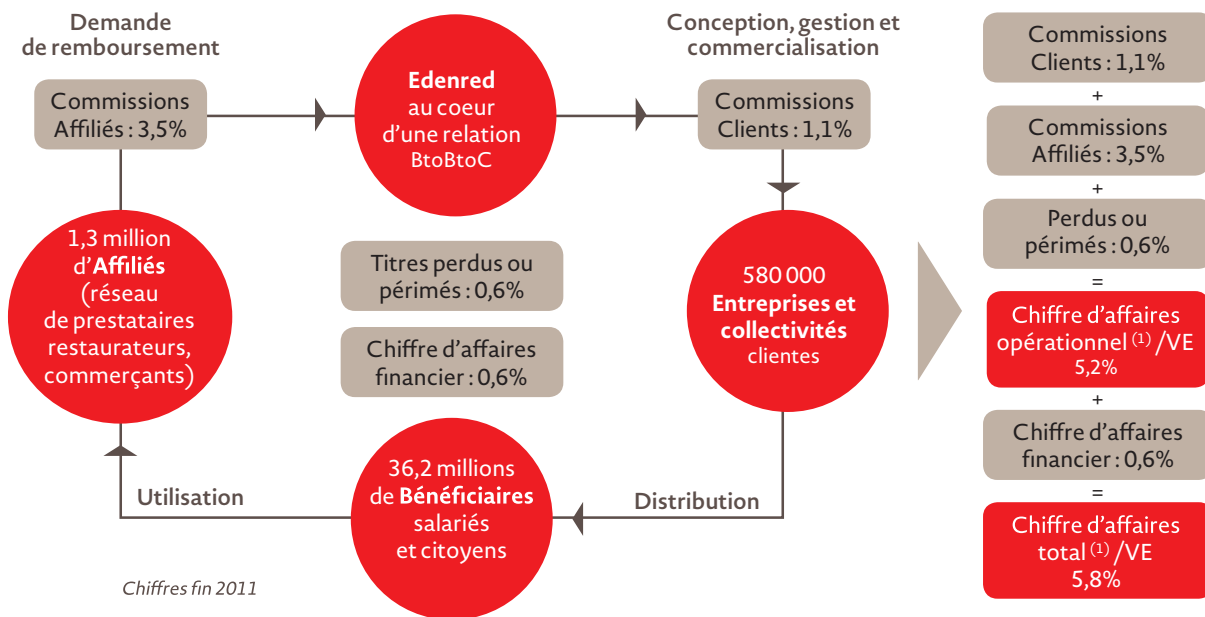 Demande
de remboursement
Commissions
Affiliés : 3,5%
Edenred
au coeur
d'une relation
BtoBtoC
Conception, gestion et
commercialisation
Commissions
Clients : 1,1%
1,3 million
d'Affiliés
(réseau
de prestataires
restaurateurs,
commerçants)
Titres perdus ou
périmés : 0,6%
Chiffre d'affaires
financier : 0,6%
580 000
Entreprises et
collectivités
clientes
Utilisation
36,2 millions
de Bénéficiaires
salariés
et citoyens
Distribution
Chiffres fin 2011
Commissions
Clients : 1,1%
+
Commissions
Affiliés : 3,5%
+
Perdus ou
périmés : 0,6%
=
Chiffre d'affaires
opérationnel (1) /VE
5,2%
+
Chiffre d'affaires
financier : 0,6%
=
Chiffre d'affaires
total (1) /VE
5,8%